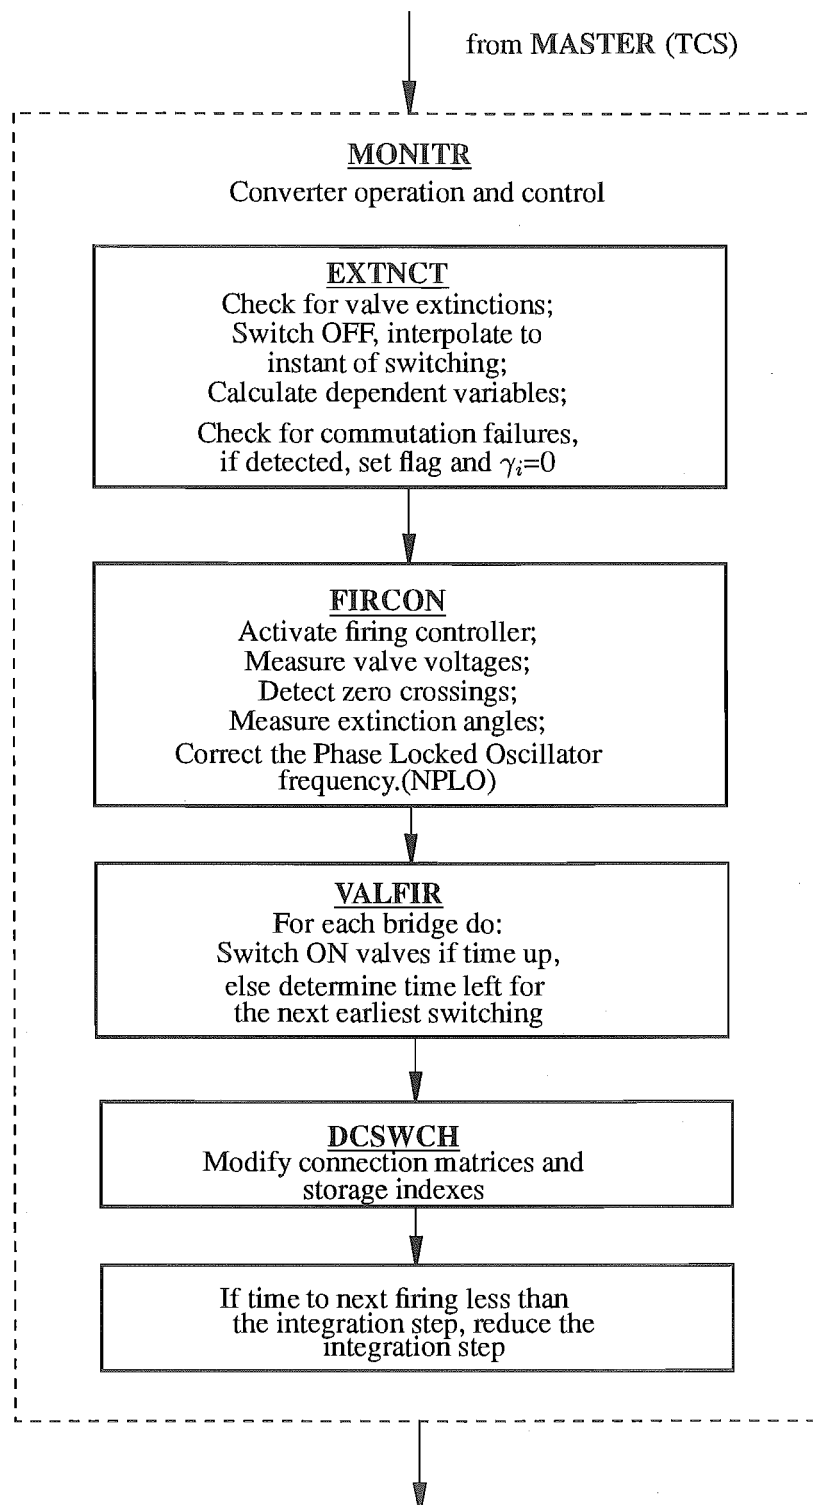 from MASTER (TCS)
MONITR
Converter operation and control
EXTNCT
Check for valve extinctions;
Switch OFF, interpolate to
instant of switching;
Calculate dependent variables;
Check for commutation failures,
if detected, set flag and γi=0
FIRCON
Activate firing controller;
Measure valve voltages;
Detect zero crossings;
Measure extinction angles;
Correct the Phase Locked Oscillator
frequency.(NPLO)
VALFIR
For each bridge do:
Switch ON valves if time up,
else determine time left for
the next earliest switching
DCSWCH
Modify connection matrices and
storage indexes
If time to next firing less than
the integration step, reduce the
integration step